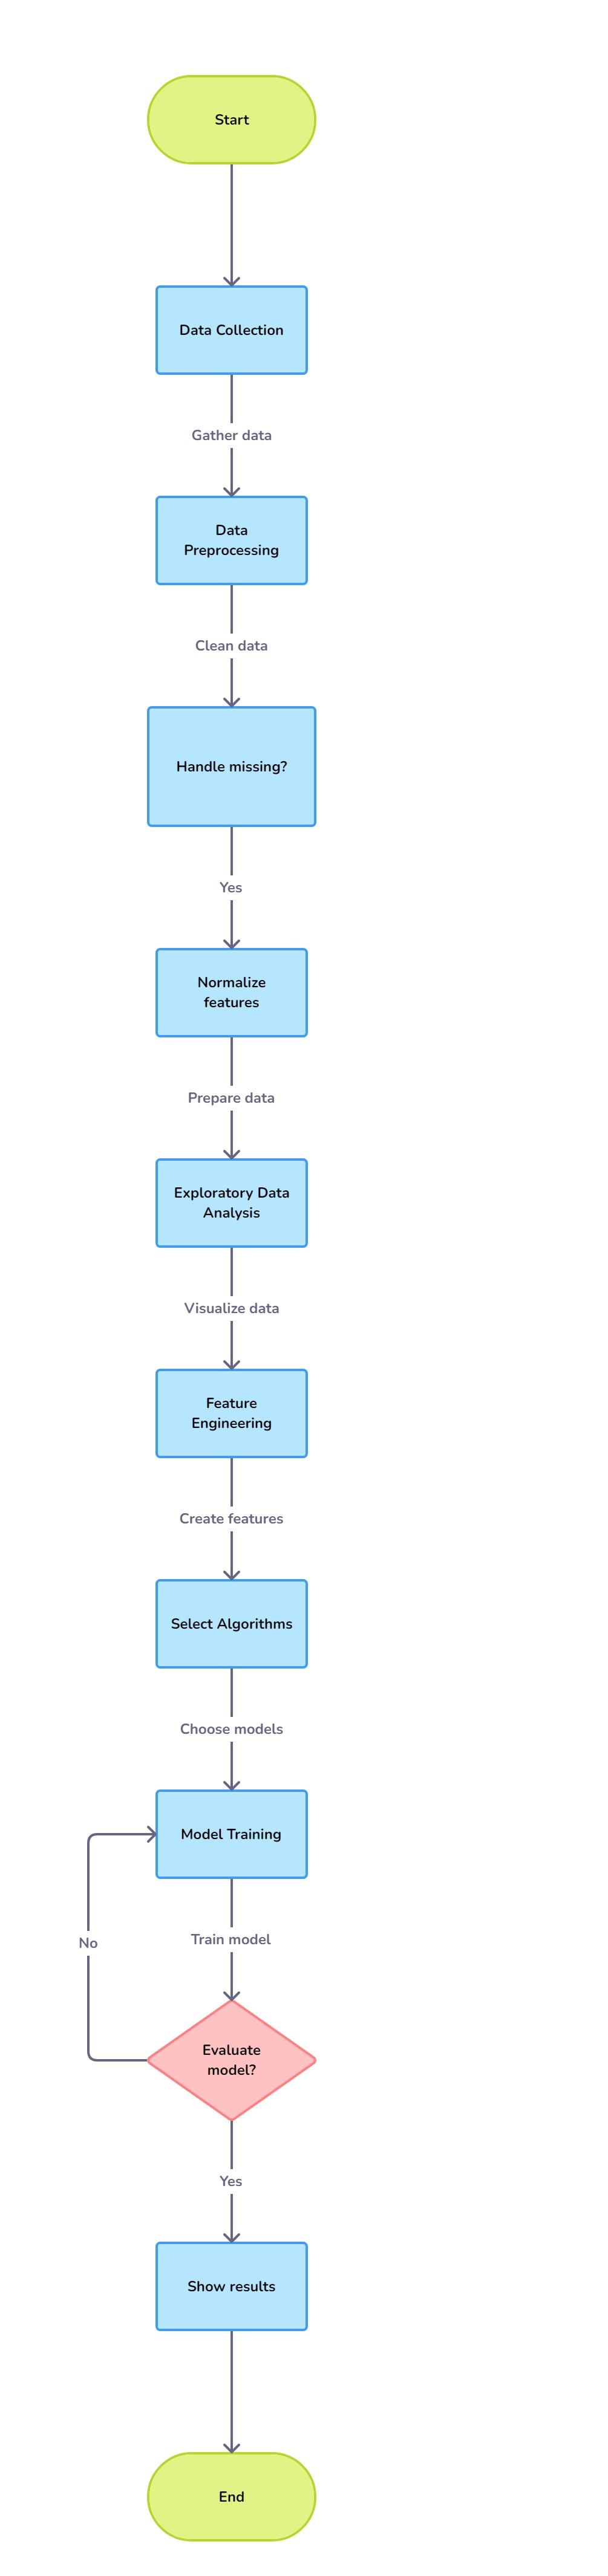 Start
Data Collection
Gather data
Data
Preprocessing
Clean data
Handle missing?
Yes
Normalize
features
Prepare data
Exploratory Data
Analysis
Visualize data
Feature
Engineering
Create features
Select Algorithms
Choose models
Model Training
Train model
No
Evaluate
model?
Yes
Show results
End